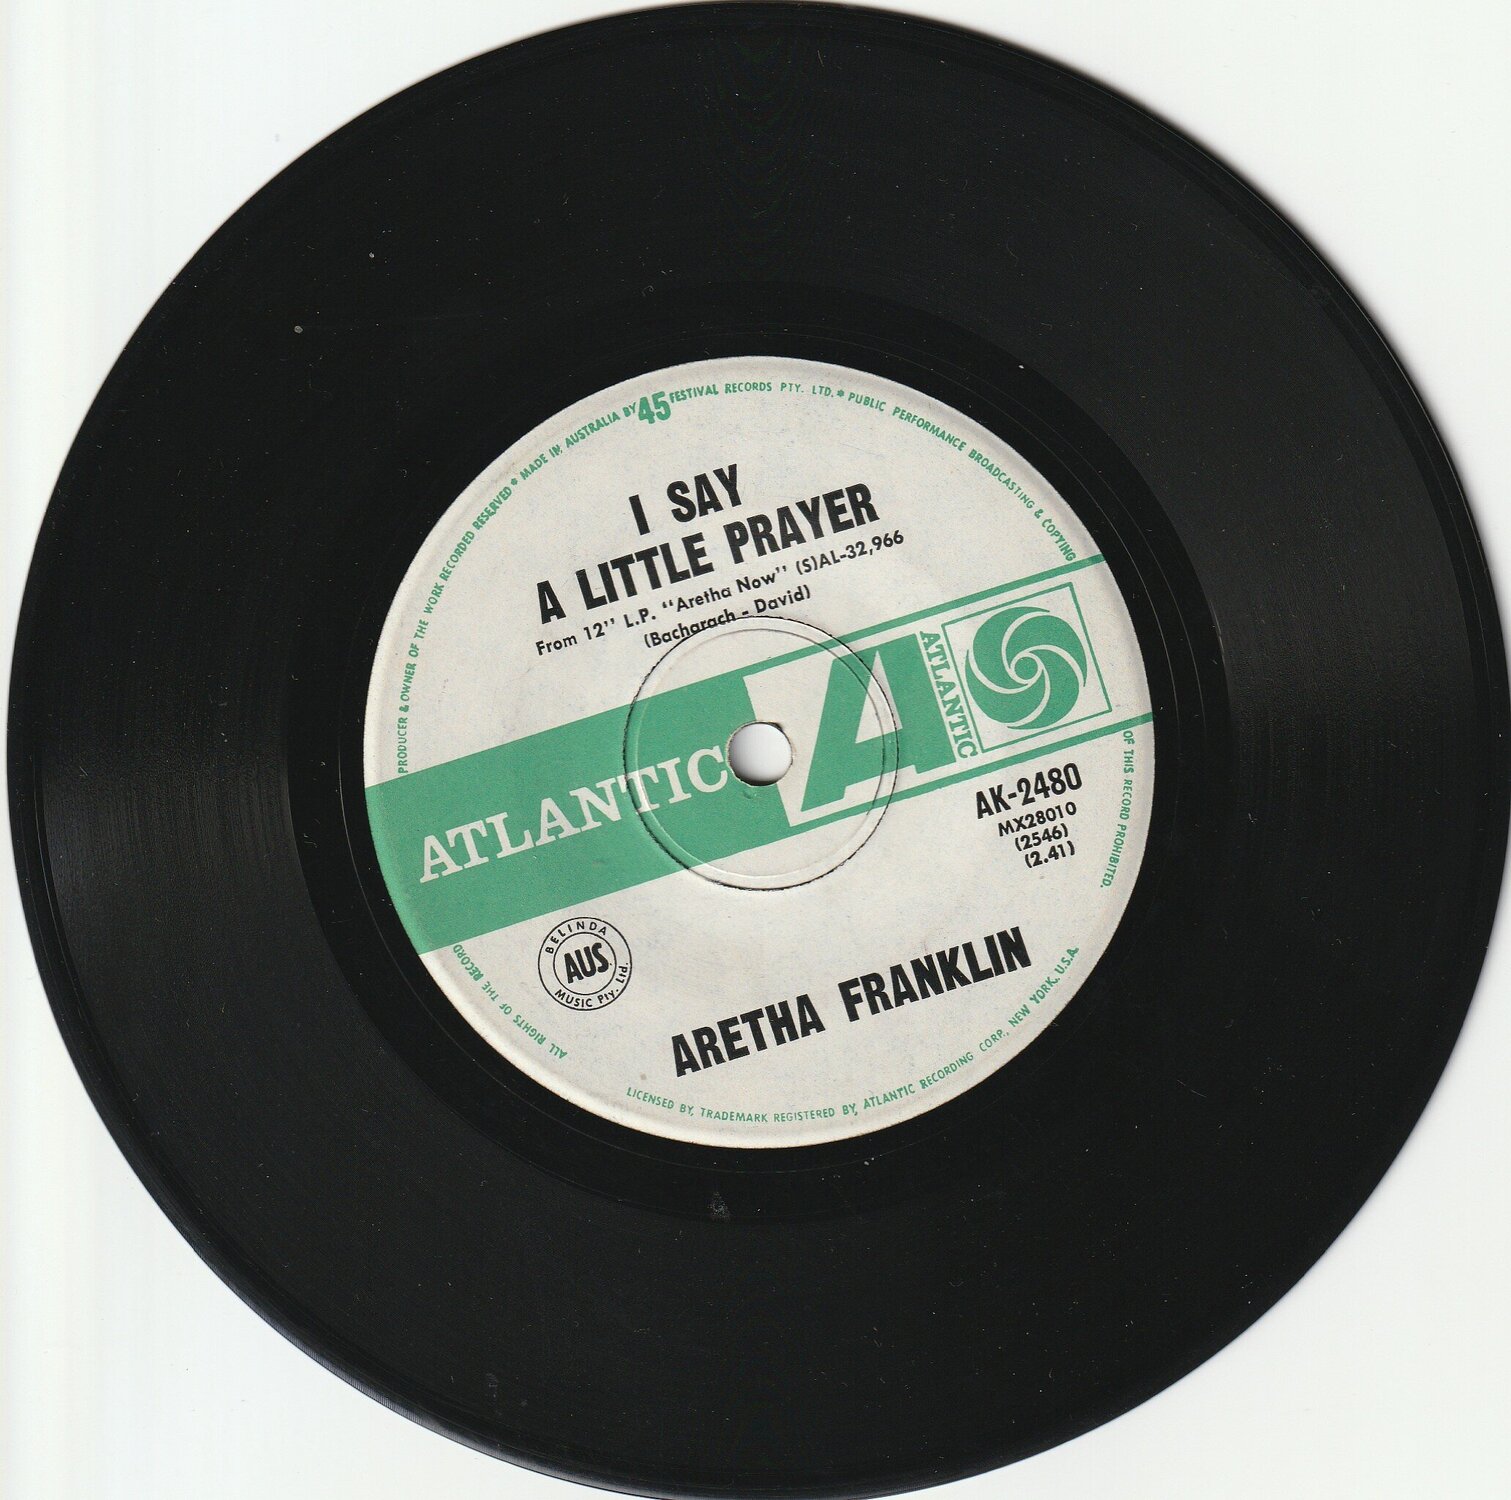 PRODUCER & OWNER OF THE WORK RECORDED RESERVED * MADE IN AUSTRALIA BY 45 FESTIVAL RECORDS PTY. LTD. * PUBLIC PERFORMANCE BROADCASTING & COPYING
OF THIS RECORD PROHIBITED.
I SAY
A LITTLE PRAYER
From 12" L.P. "Aretha Now" (S)AL-32,966
(Bacharach - David)
ATLANTIC
A
ATLANTIC
AK-2480
MX28010
(2546)
(2.41)
BELINDA
AUS.
MUSIC Pty. Ltd.
ARETHA FRANKLIN
ALL RIGHTS OF THE RECORD
LICENSED BY, TRADEMARK REGISTERED BY, ATLANTIC RECORDING CORP., NEW YORK, U.S.A.